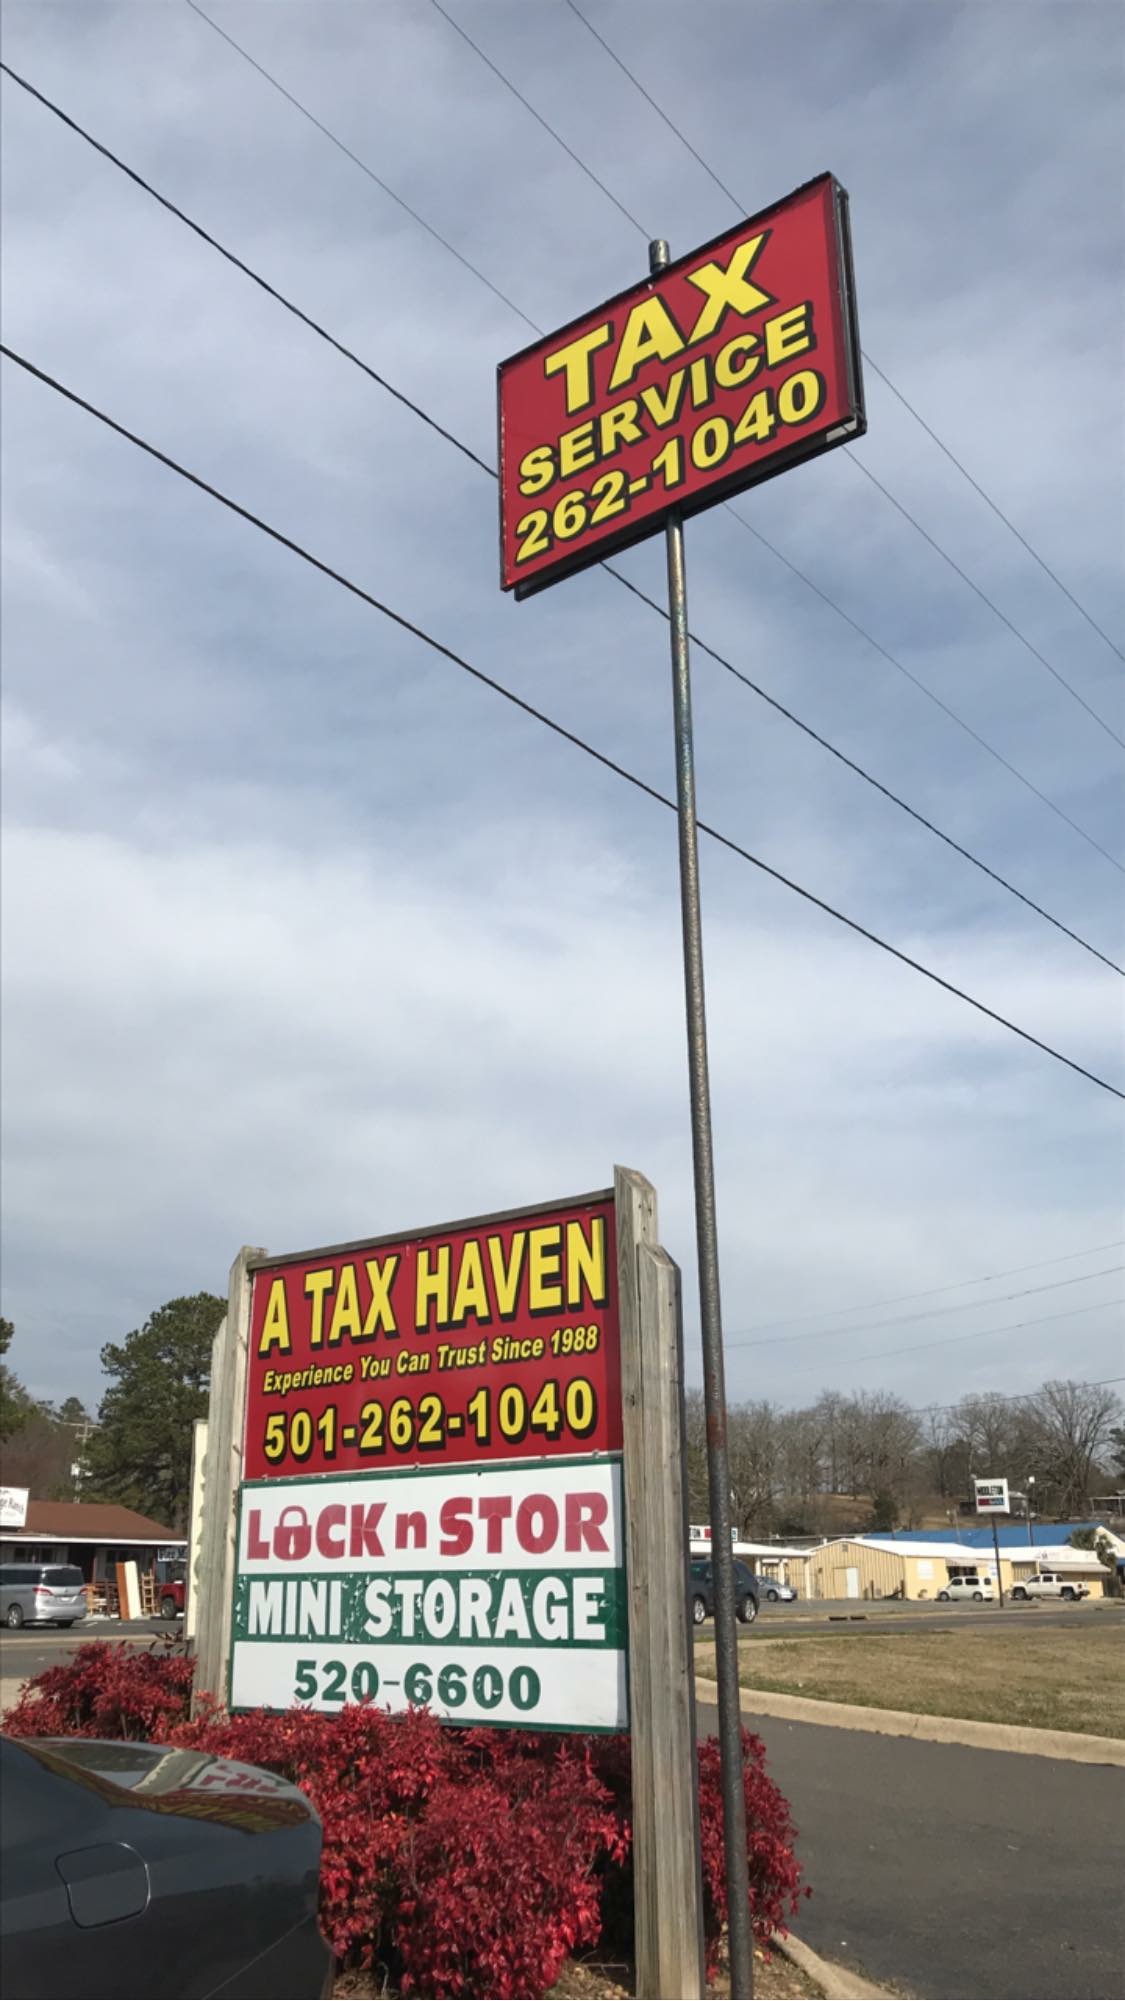 TAX
SERVICE
262-1040
A TAX HAVEN
Experience You Can Trust Since 1988
501-262-1040
LOCK n STOR
MINI STORAGE
520-6600